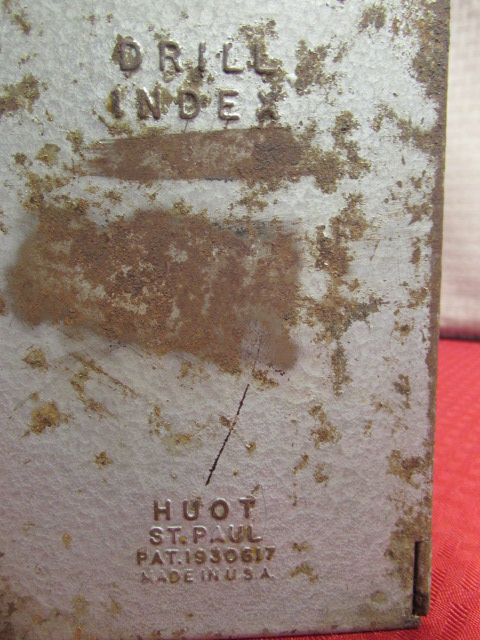 DRILL
INDEX
HUOT
ST. PAUL
PAT. 1930617
MADE IN U.S.A.